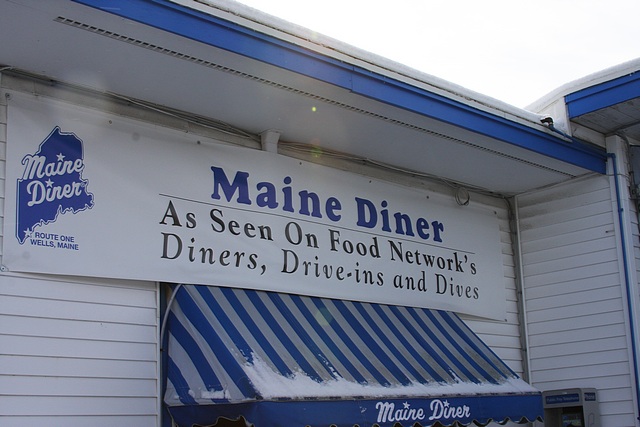 Maine
Diner
ROUTE ONE
WELLS, MAINE
Maine Diner
As Seen On Food Network's
Diners, Drive-ins and Dives
Maine Diner